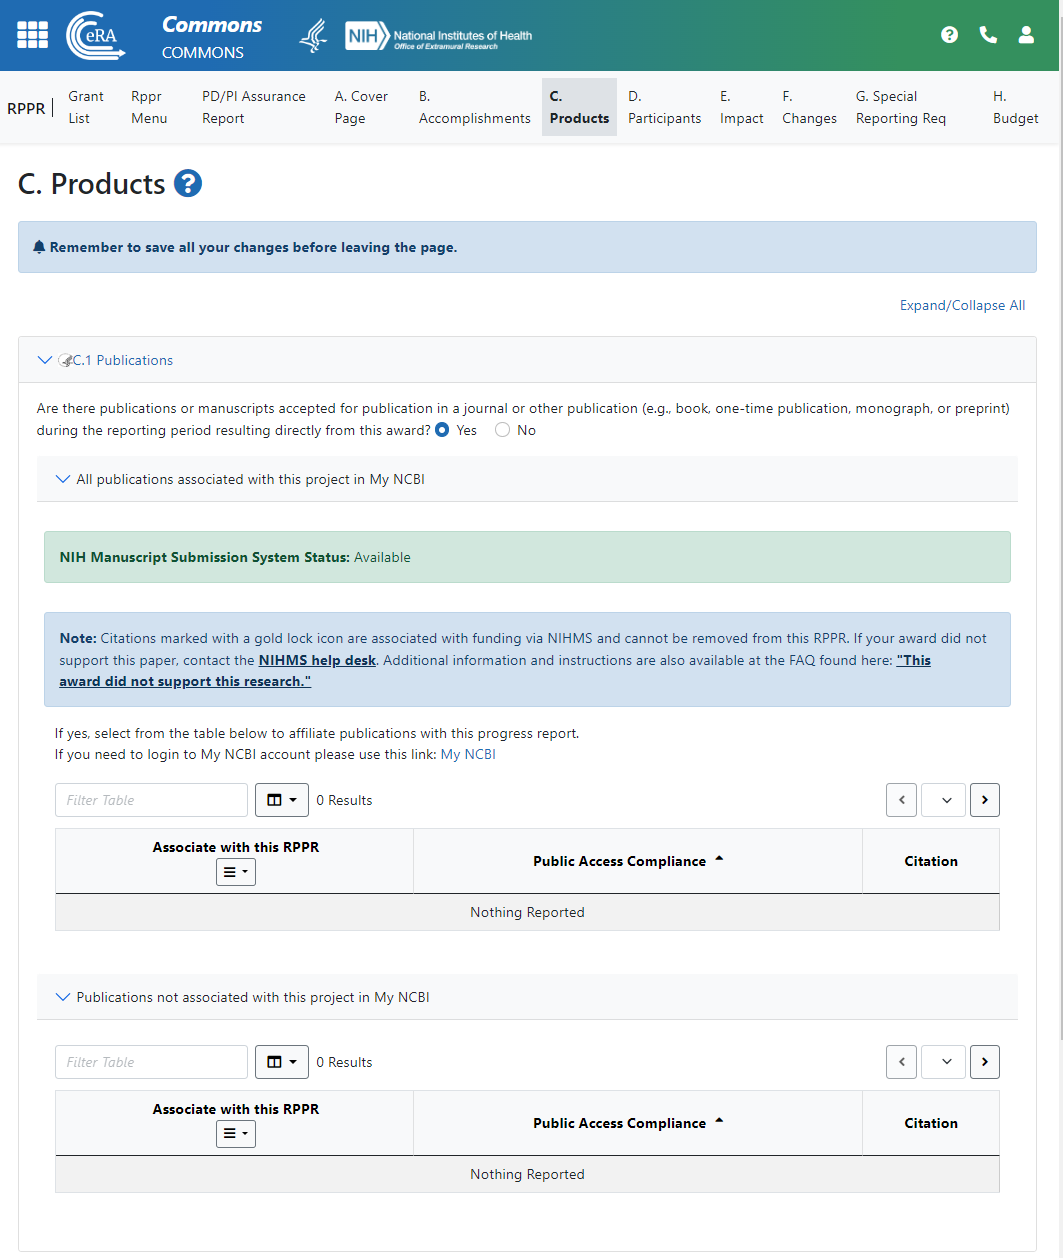 eRA
Commons
COMMONS
NIH National Institutes of Health
Office of Extramural Research
RPPR
Grant List
Rppr Menu
PD/PI Assurance Report
A. Cover Page
B. Accomplishments
C. Products
D. Participants
E. Impact
F. Changes
G. Special Reporting Req
H. Budget
C. Products ?
Remember to save all your changes before leaving the page.
Expand/Collapse All
C.1 Publications
Are there publications or manuscripts accepted for publication in a journal or other publication (e.g., book, one-time publication, monograph, or preprint)
during the reporting period resulting directly from this award? Yes No
All publications associated with this project in My NCBI
NIH Manuscript Submission System Status: Available
Note: Citations marked with a gold lock icon are associated with funding via NIHMS and cannot be removed from this RPPR. If your award did not
support this paper, contact the NIHMS help desk. Additional information and instructions are also available at the FAQ found here: "This
award did not support this research."
If yes, select from the table below to affiliate publications with this progress report.
If you need to login to My NCBI account please use this link: My NCBI
Filter Table 0 Results
Associate with this RPPR Public Access Compliance Citation
Nothing Reported
Publications not associated with this project in My NCBI
Filter Table 0 Results
Associate with this RPPR Public Access Compliance Citation
Nothing Reported